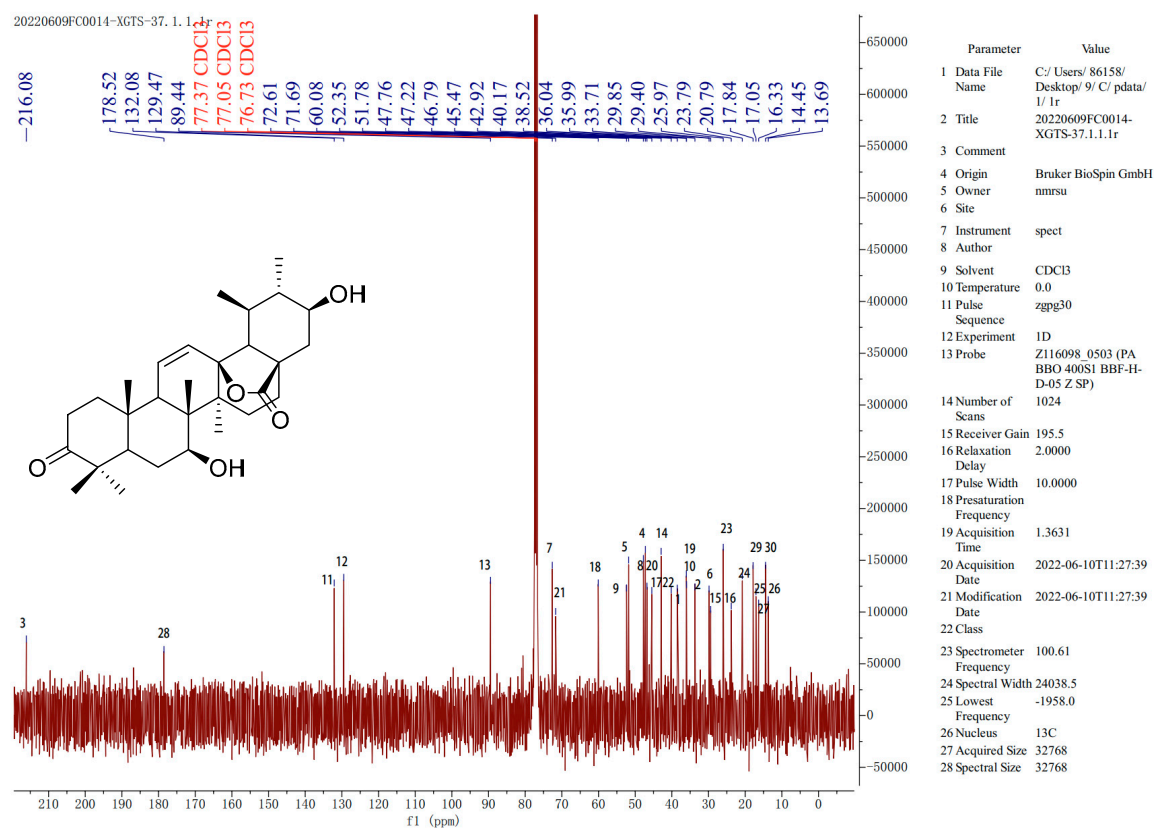 20220609FC0014-XGTS-37.1.1.1r
216.08
178.52
132.08
129.47
89.44
77.37 CDCl3
77.05 CDCl3
76.73 CDCl3
72.61
71.69
60.08
52.35
51.78
47.76
47.22
46.79
45.47
42.92
40.17
38.52
36.04
35.99
33.71
29.85
29.40
25.97
23.79
20.79
17.84
17.05
16.33
14.45
13.69
OH
O
O
O
OH
3
28
11
12
13
7
21
18
9
5
4
8
20
17
14
22
1
19
10
2
6
15
16
23
24
29
25
27
30
26
650000
600000
550000
500000
450000
400000
350000
300000
250000
200000
150000
100000
50000
0
-50000
210 200 190 180 170 160 150 140 130 120 110 100 90 80 70 60 50 40 30 20 10 0
f1 (ppm)
Parameter Value
1 Data File C:/ Users/ 86158/
Name Desktop/ 9/ C/ pdata/
1/ 1r
2 Title 20220609FC0014-
XGTS-37.1.1.1r
3 Comment
4 Origin Bruker BioSpin GmbH
5 Owner nmrsu
6 Site
7 Instrument spect
8 Author
9 Solvent CDCl3
10 Temperature 0.0
11 Pulse zgpg30
Sequence
12 Experiment 1D
13 Probe Z116098_0503 (PA
BBO 400S1 BBF-H-
D-05 Z SP)
14 Number of 1024
Scans
15 Receiver Gain 195.5
16 Relaxation 2.0000
Delay
17 Pulse Width 10.0000
18 Presaturation
Frequency
19 Acquisition 1.3631
Time
20 Acquisition 2022-06-10T11:27:39
Date
21 Modification 2022-06-10T11:27:39
Date
22 Class
23 Spectrometer 100.61
Frequency
24 Spectral Width 24038.5
25 Lowest -1958.0
Frequency
26 Nucleus 13C
27 Acquired Size 32768
28 Spectral Size 32768